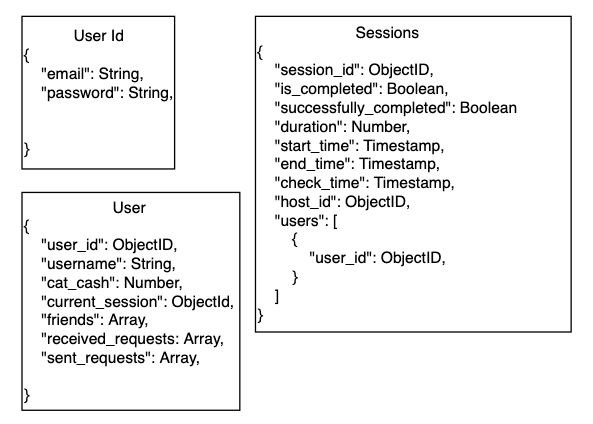 User Id
{
"email": String,
"password": String,
}
User
{
"user_id": ObjectID,
"username": String,
"cat_cash": Number,
"current_session": ObjectId,
"friends": Array,
"received_requests: Array,
"sent_requests": Array,
}
Sessions
{
"session_id": ObjectID,
"is_completed": Boolean,
"successfully_completed": Boolean
"duration": Number,
"start_time": Timestamp,
"end_time": Timestamp,
"check_time": Timestamp,
"host_id": ObjectID,
"users": [
{
"user_id": ObjectID,
}
]
}